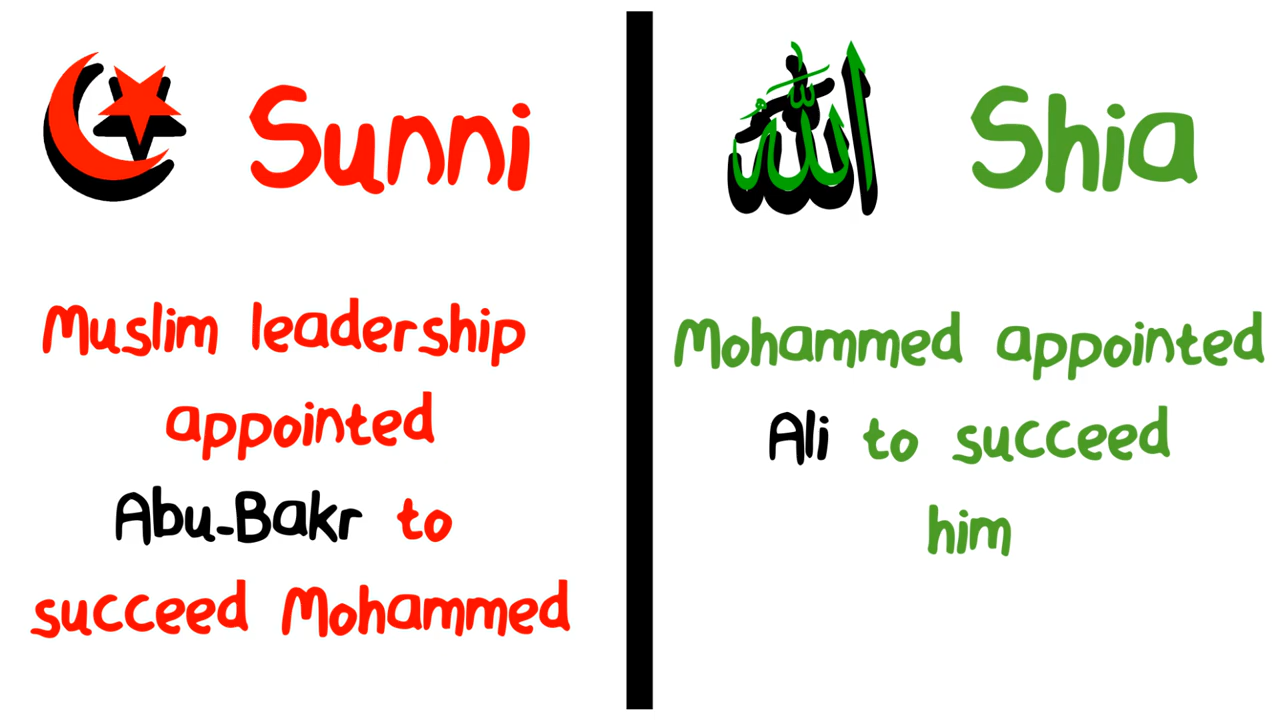 Sunni
Muslim leadership
appointed
Abu-Bakr to
succeed Mohammed
الله
Shia
Mohammed appointed
Ali to succeed
him